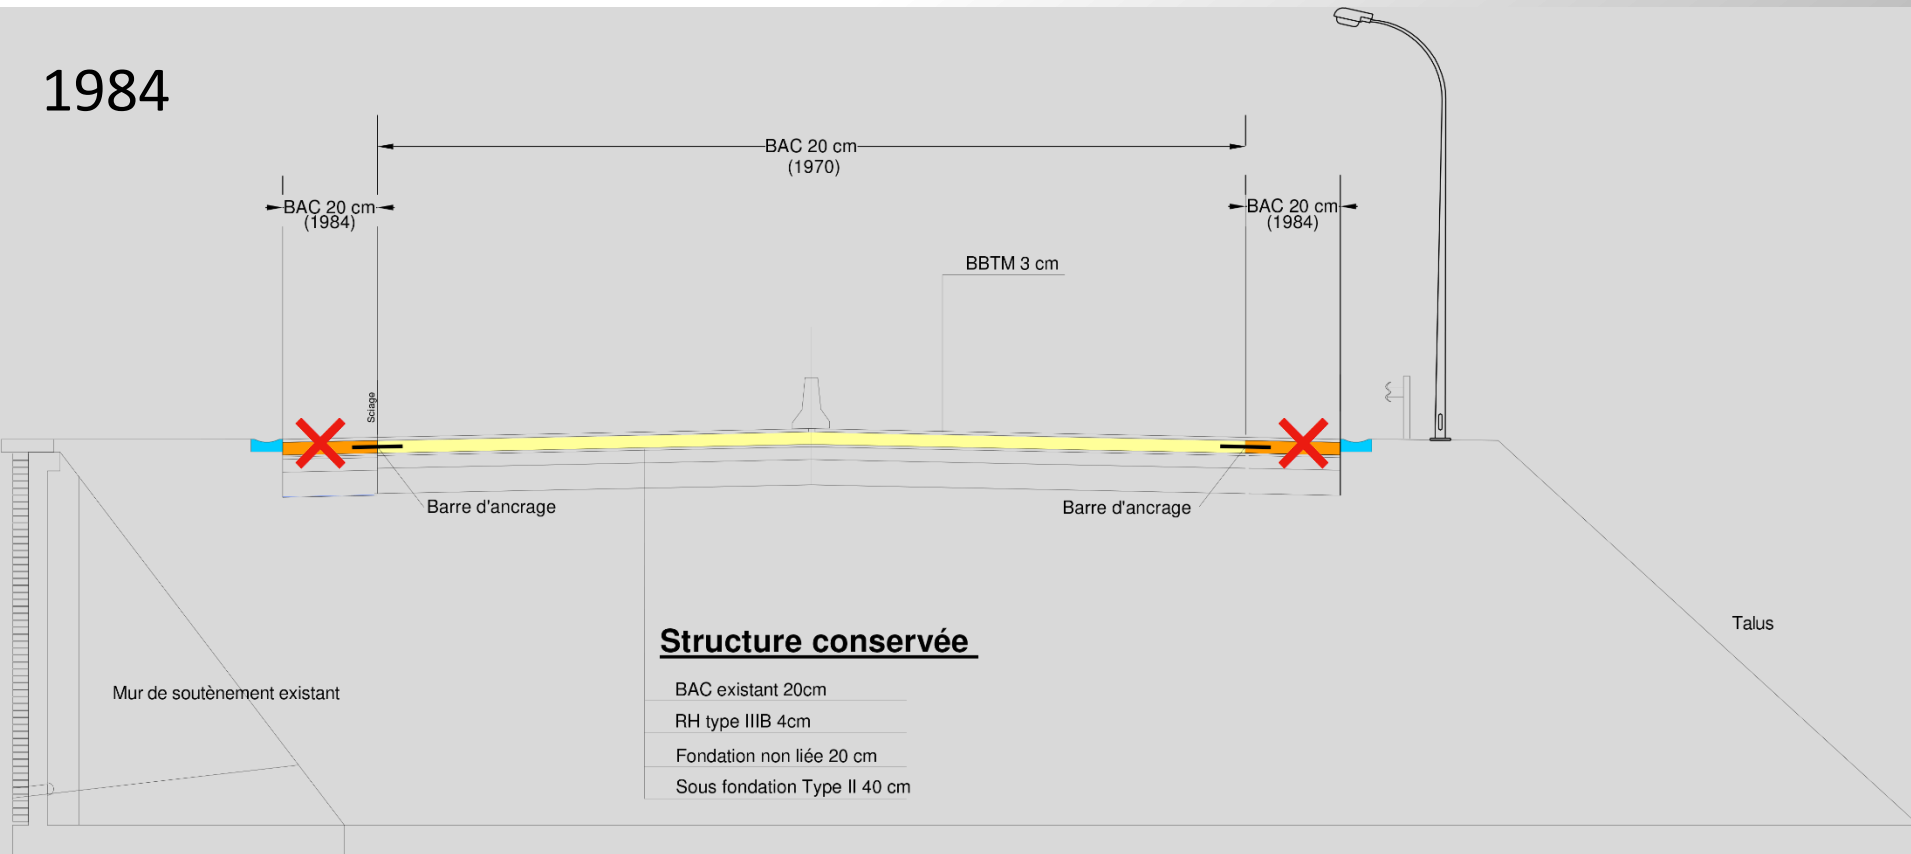 1984
BAC 20 cm
(1970)
BAC 20 cm
(1984)
BAC 20 cm
(1984)
BBTM 3 cm
Sciage
Barre d'ancrage
Barre d'ancrage
Structure conservée
BAC existant 20cm
RH type IIIB 4cm
Fondation non liée 20 cm
Sous fondation Type II 40 cm
Mur de soutènement existant
Talus